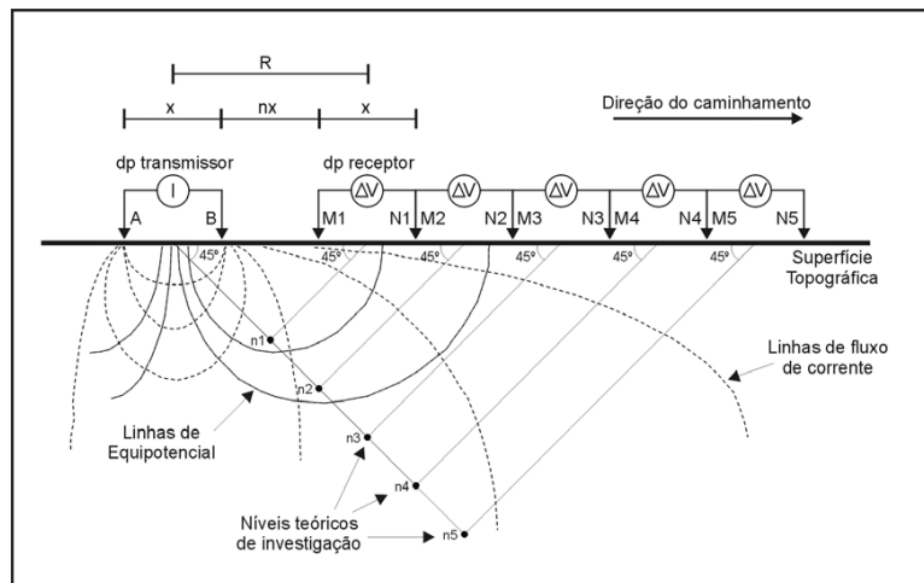 R
x nx x
Direção do caminhamento
dp transmissor dp receptor
I ΔV ΔV ΔV ΔV ΔV
A B M1 N1 M2 N2 M3 N3 M4 N4 M5 N5
45º 45º 45º 45º 45º 45º
Superfície
Topográfica
n1
n2
n3
n4
n5
Linhas de fluxo
de corrente
Linhas de
Equipotencial
Níveis teóricos
de investigação